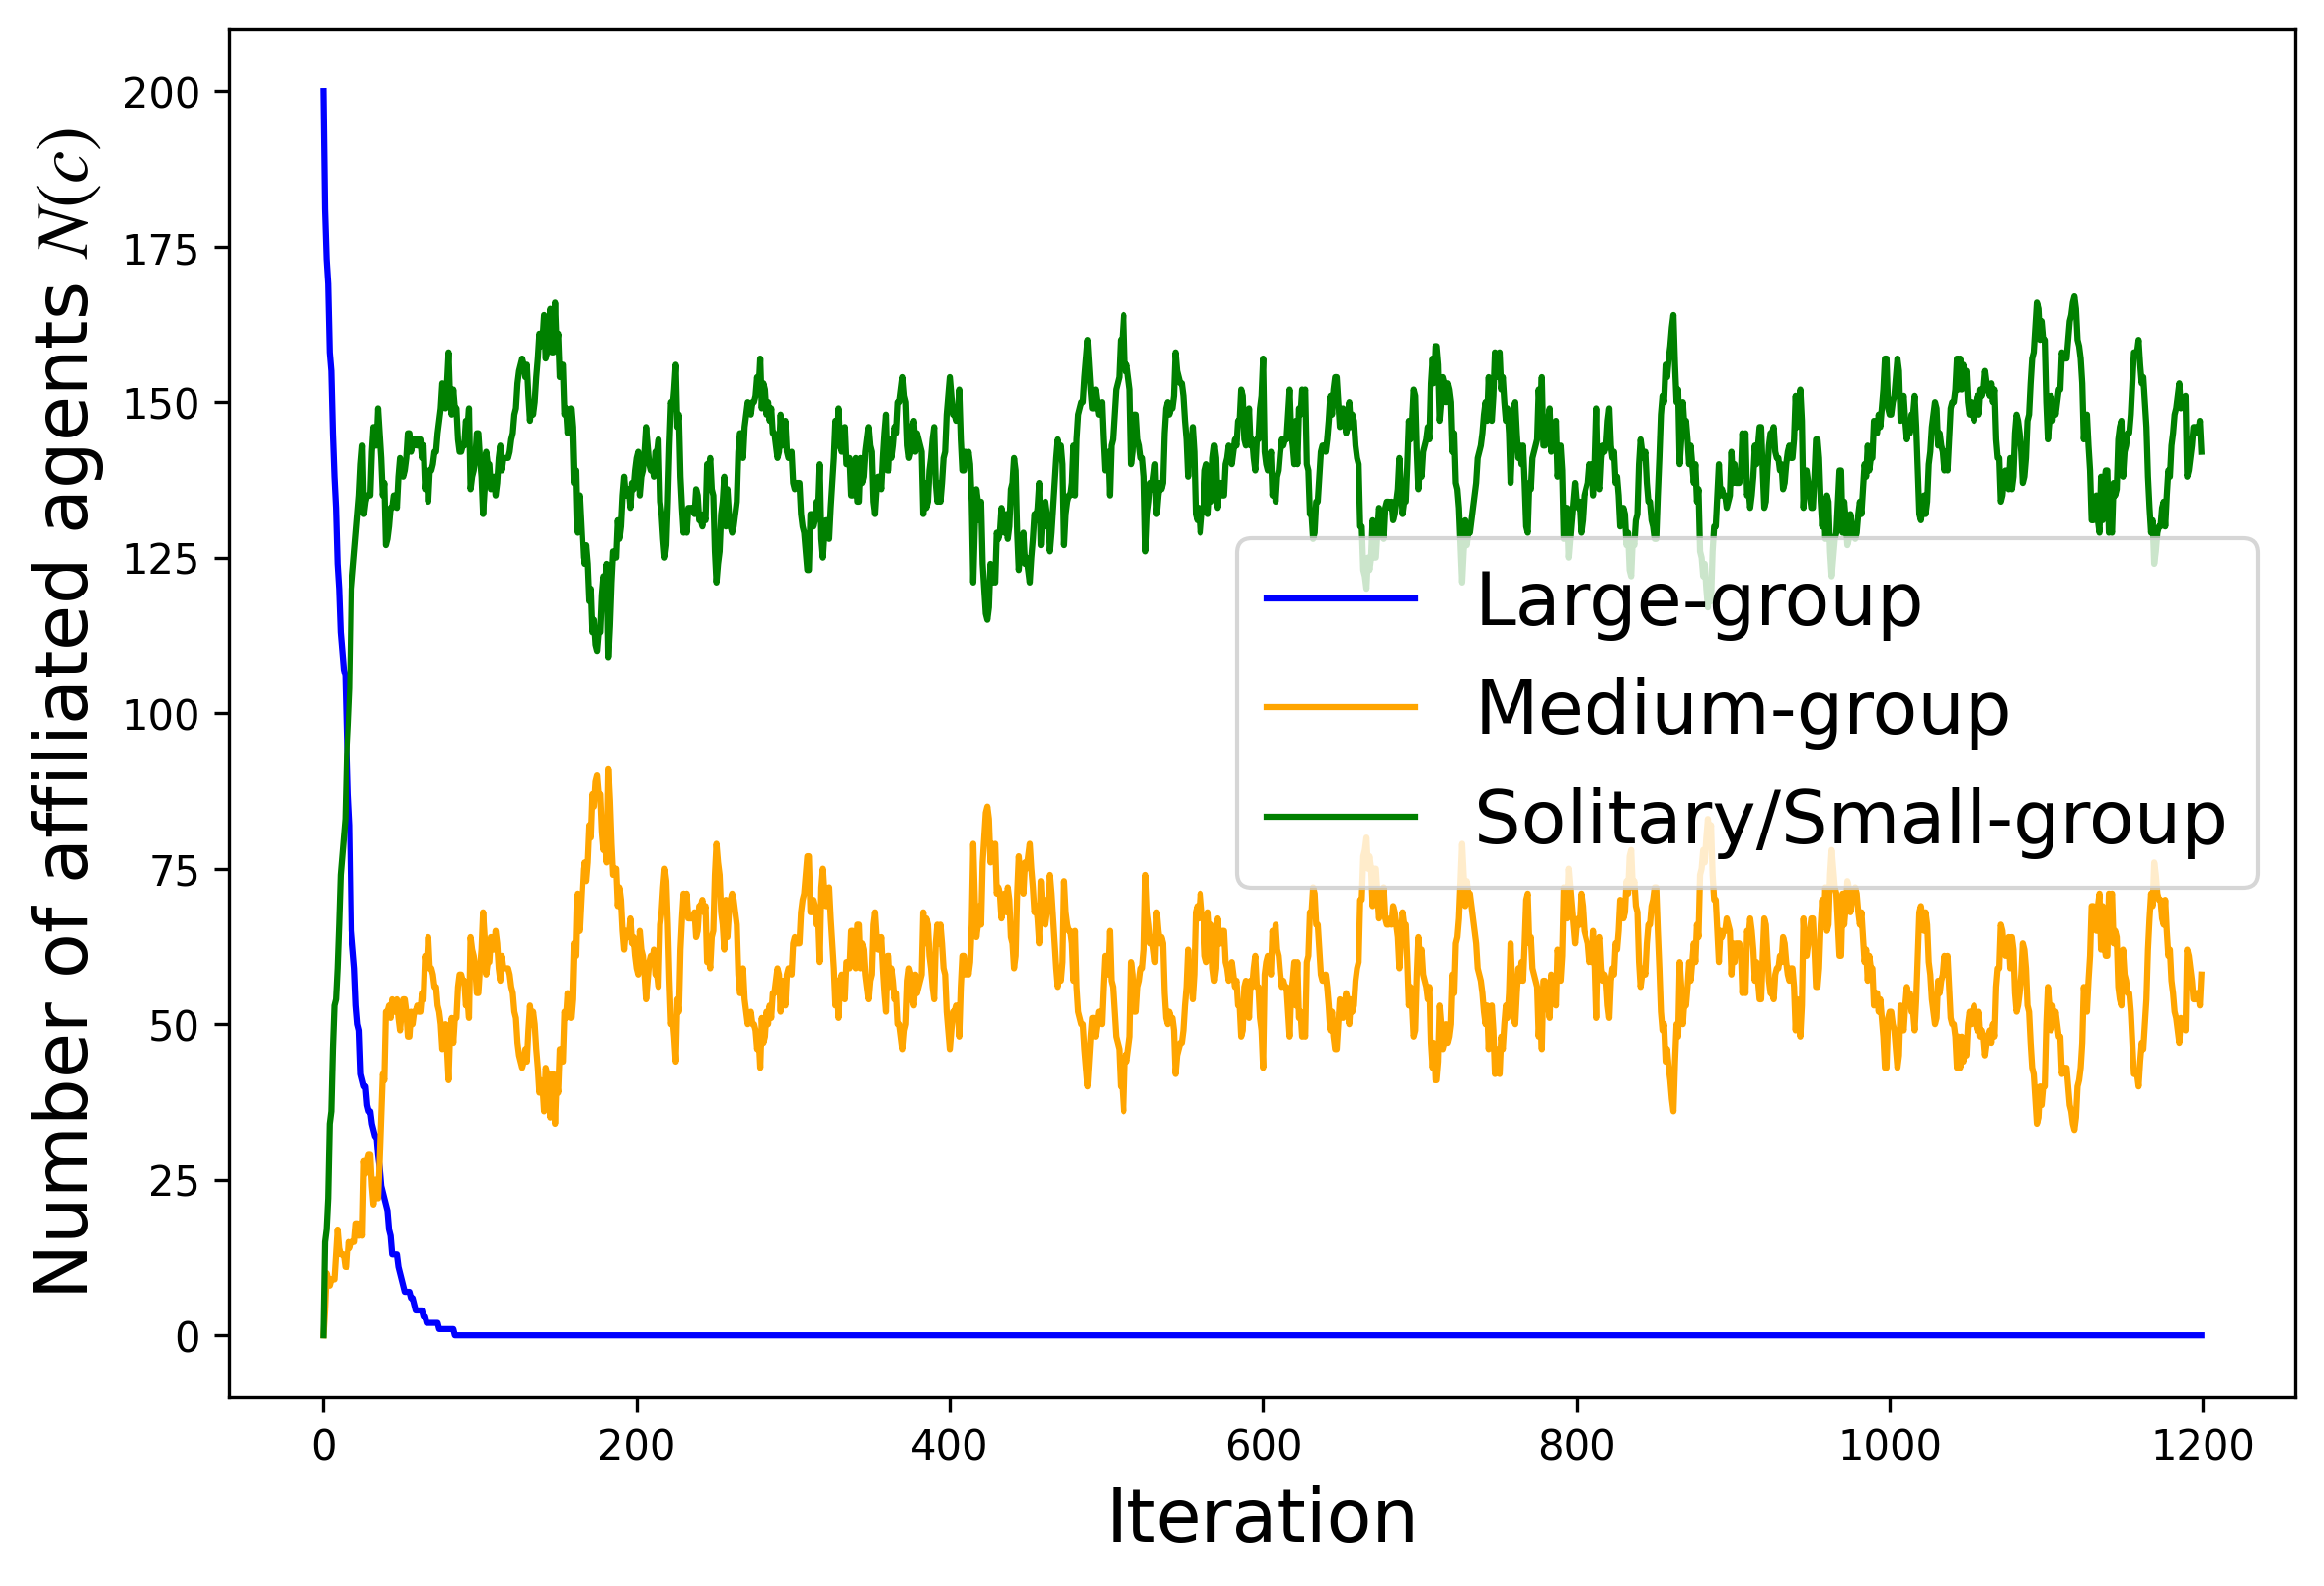 Number of affiliated agents N(c)
200
175
150
125
100
75
50
25
0
Large-group
Medium-group
Solitary/Small-group
0 200 400 600 800 1000 1200
Iteration